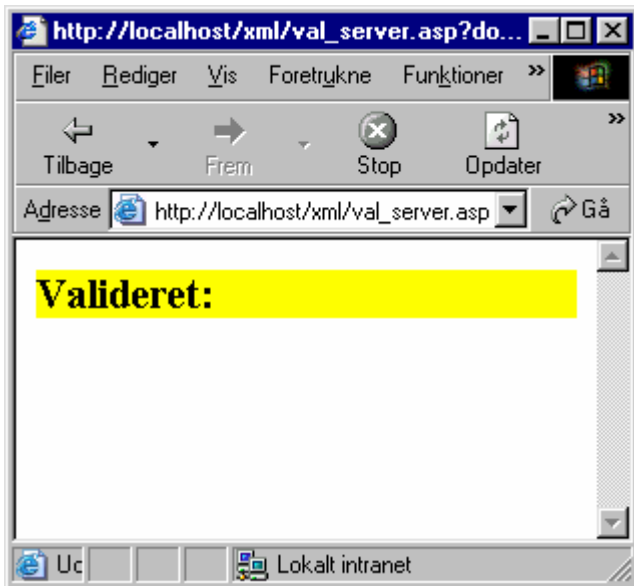 http://localhost/xml/val_server.asp?do...
Filer Rediger Vis Foretrukne Funktioner »
Tilbage Frem Stop Opdater »
Adresse http://localhost/xml/val_server.asp Gå
Valideret:
Uc Lokalt intranet